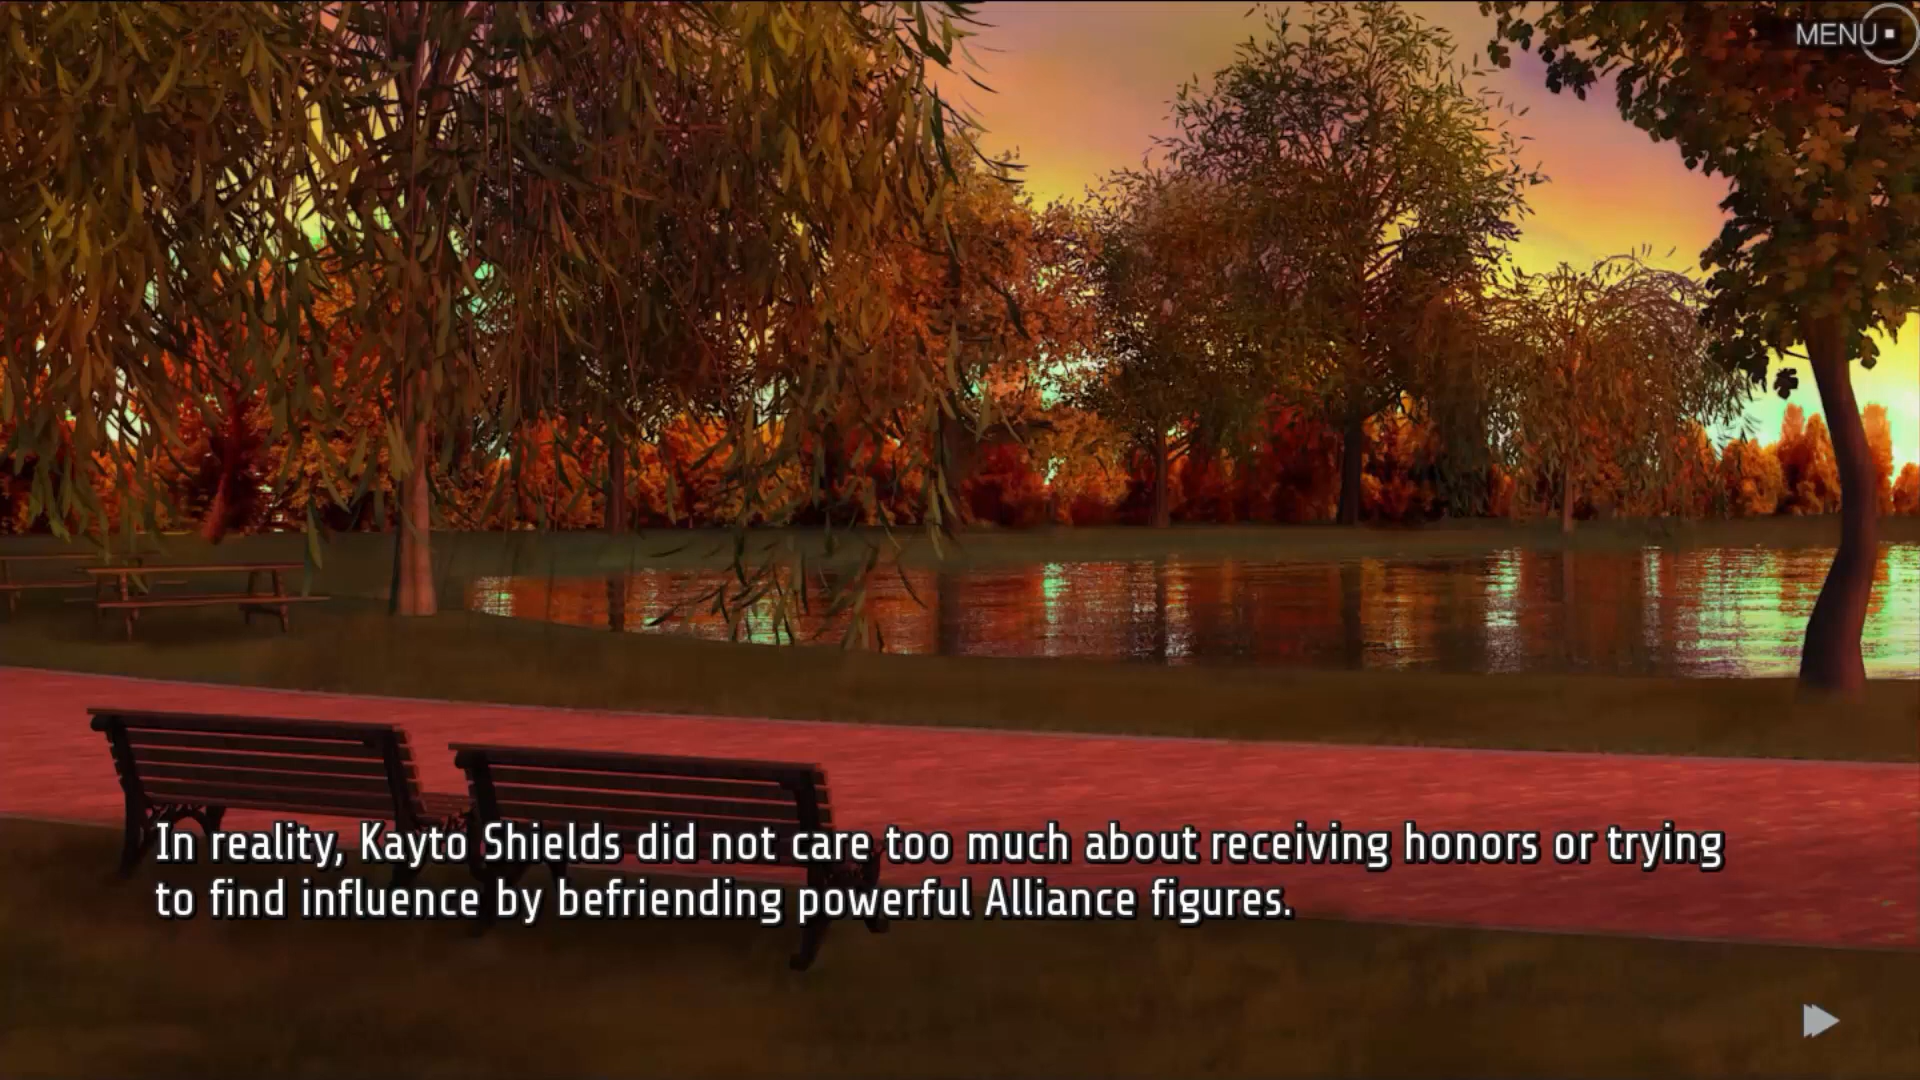 MENU
In reality, Kayto Shields did not care too much about receiving honors or trying
to find influence by befriending powerful Alliance figures.